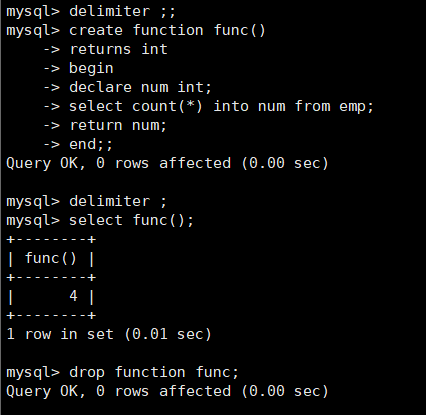 mysql> delimiter ;;
mysql> create function func()
    -> returns int
    -> begin
    -> declare num int;
    -> select count(*) into num from emp;
    -> return num;
    -> end;;
Query OK, 0 rows affected (0.00 sec)

mysql> delimiter ;
mysql> select func();
+--------+
| func() |
+--------+
|      4 |
+--------+
1 row in set (0.01 sec)

mysql> drop function func;
Query OK, 0 rows affected (0.00 sec)